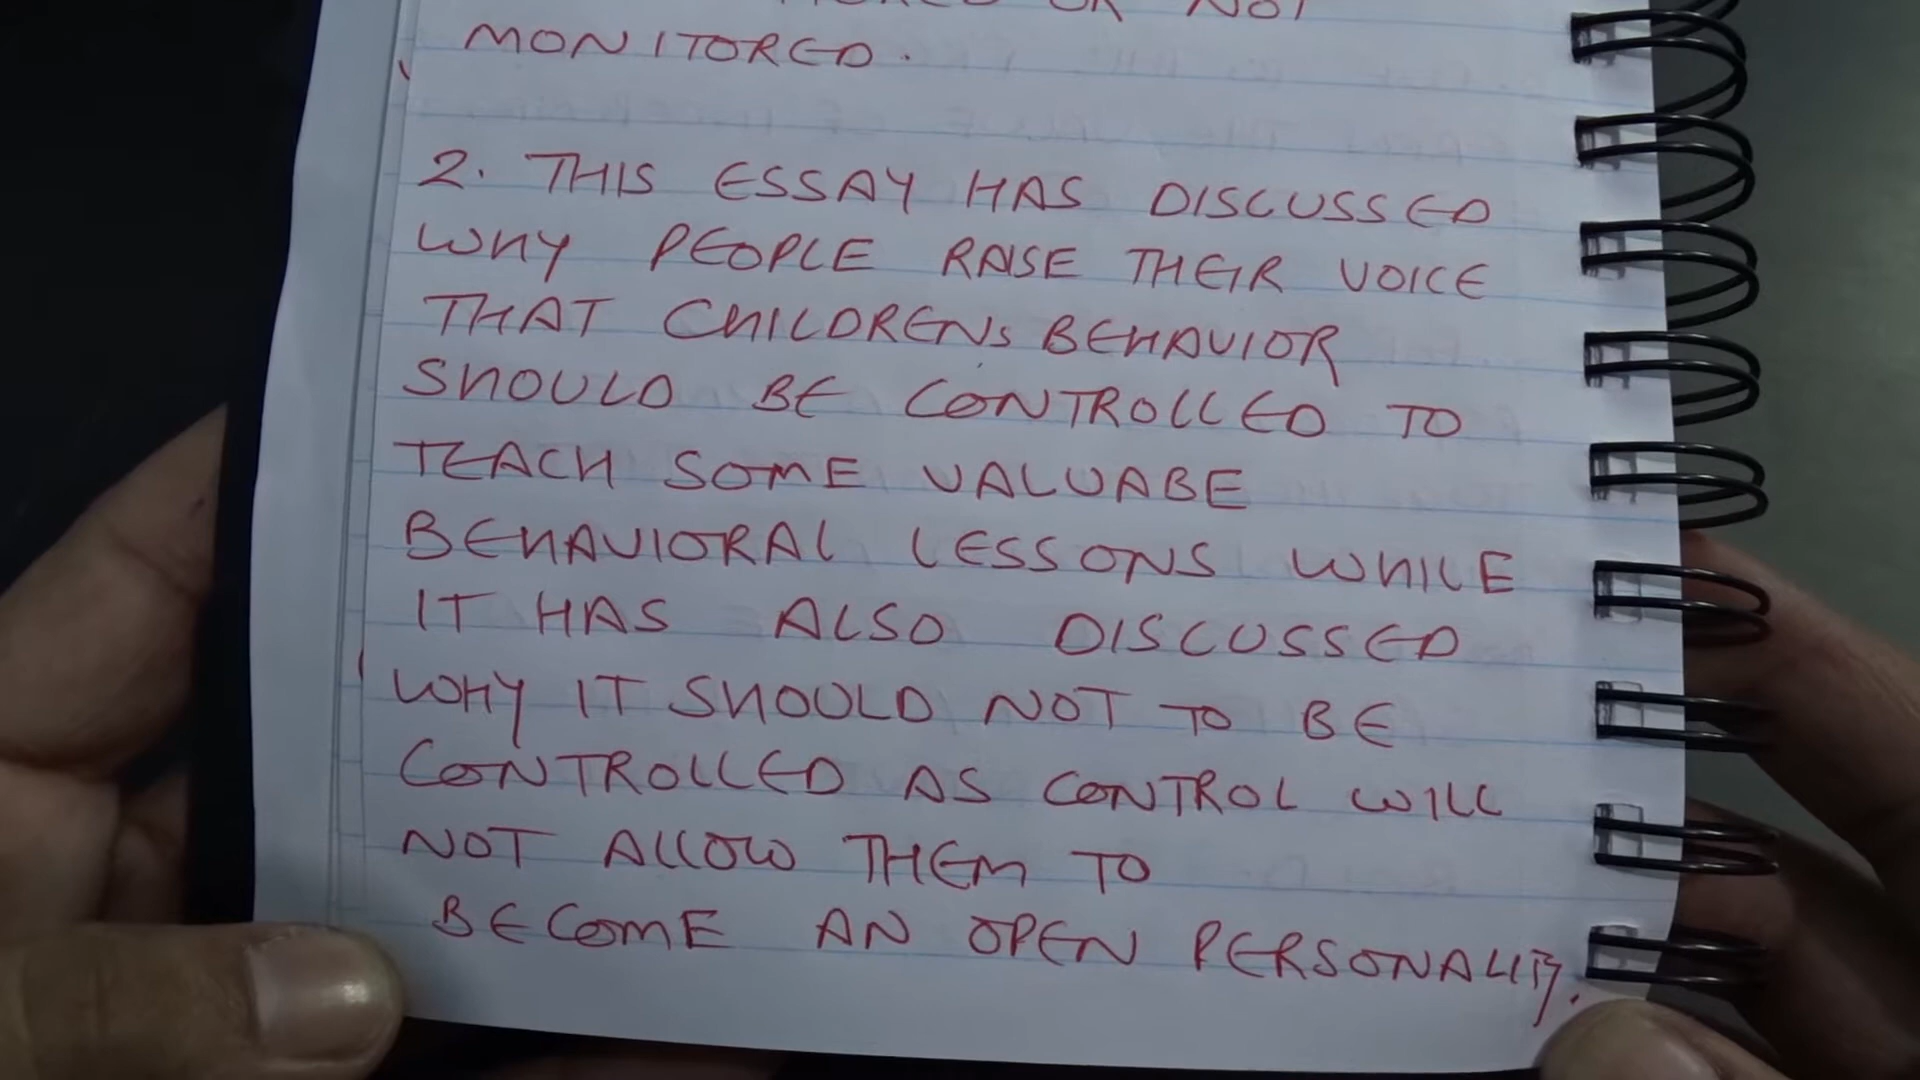 OR NOT
MONITORED.
2. THIS ESSAY HAS DISCUSSED
WHY PEOPLE RAISE THEIR VOICE
THAT CHILDRENS BEHAVIOR
SHOULD BE CONTROLLED TO
TEACH SOME VALUABE
BEHAVIORAL LESSONS WHILE
IT HAS ALSO DISCUSSED
WHY IT SHOULD NOT TO BE
CONTROLLED AS CONTROL WILL
NOT ALLOW THEM TO
BECOME AN OPEN PERSONALITY.